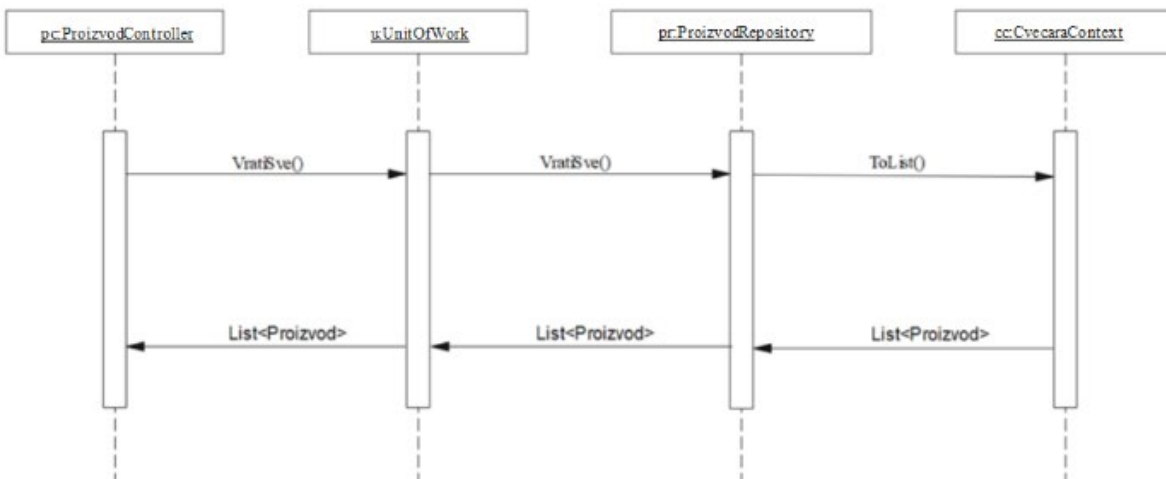 pc:ProizvodController
u:UnitOfWork
pr:ProizvodRepository
cc:CvecaraContext
VratiSve()
VratiSve()
ToList()
List<Proizvod>
List<Proizvod>
List<Proizvod>